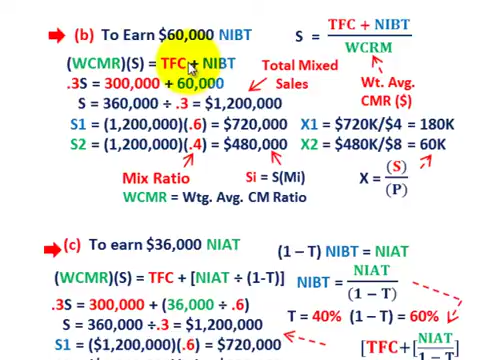 (b) To Earn $60,000 NIBT
S = TFC + NIBT
WCRM
(WCMR)(S) = TFC + NIBT
Total Mixed
Sales
Wt. Avg.
CMR ($)
.3S = 300,000 + 60,000
S = 360,000 ÷ .3 = $1,200,000
S1 = (1,200,000)(.6) = $720,000 X1 = $720K/$4 = 180K
S2 = (1,200,000)(.4) = $480,000 X2 = $480K/$8 = 60K
Mix Ratio Si = S(Mi) X = (S)
(P)
WCMR = Wtg. Avg. CM Ratio
(c) To earn $36,000 NIAT
(1 – T) NIBT = NIAT
(WCMR)(S) = TFC + [NIAT ÷ (1-T)]
NIBT = NIAT
(1 – T)
.3S = 300,000 + (36,000 ÷ .6)
S = 360,000 ÷.3 = $1,200,000
T = 40% (1 – T) = 60%
S1 = ($1,200,000)(.6) = $720,000
[TFC+[NIAT
1 – T